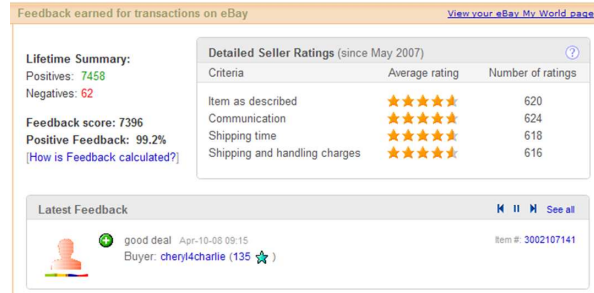 Feedback earned for transactions on eBay
View your eBay My World page
Lifetime Summary:
Positives: 7458
Negatives: 62
Feedback score: 7396
Positive Feedback: 99.2%
[How is Feedback calculated?]
Detailed Seller Ratings (since May 2007)
?
Criteria Average rating Number of ratings
Item as described 620
Communication 624
Shipping time 618
Shipping and handling charges 616
Latest Feedback
See all
good deal Apr-10-08 09:15
Item #: 3002107141
Buyer: cheryl4charlie (135 )